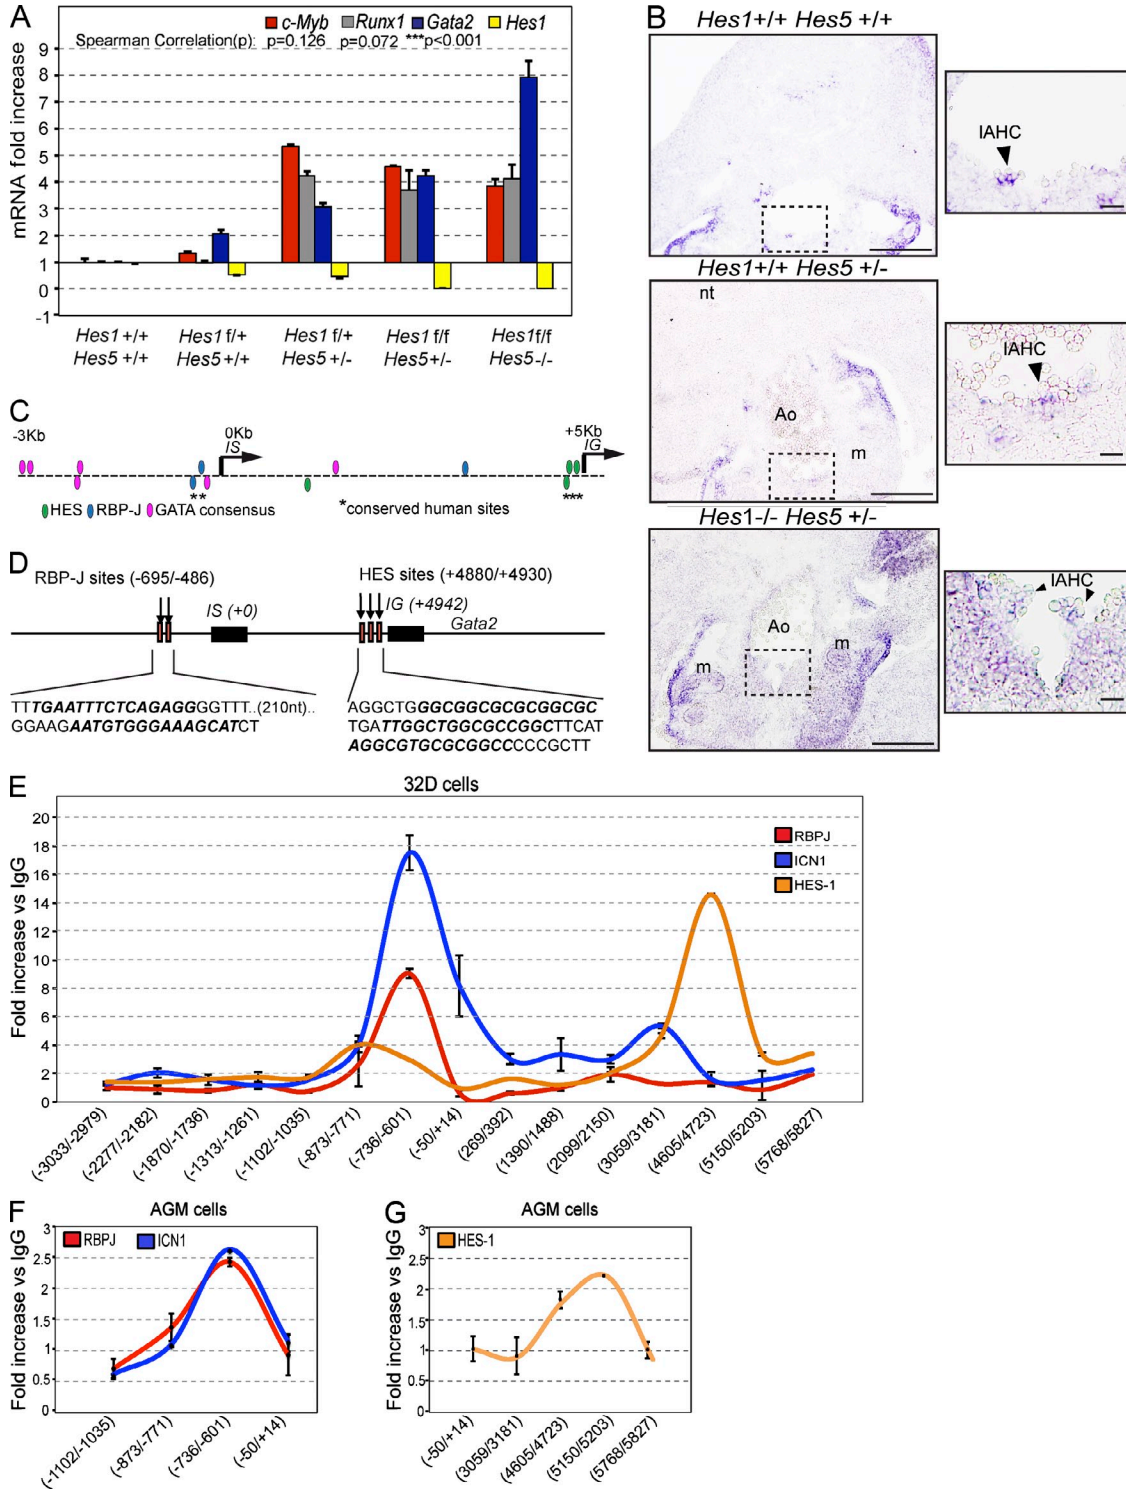 A
c-Myb Runx1 Gata2 Hes1
Spearman Correlation(p): p=0.126 p=0.072 ***p<0.001
mRNA fold increase
9
8
7
6
5
4
3
2
1
0
-1
Hes1 +/+ Hes1 f/+ Hes1 f/+ Hes1 f/f Hes1f/f
Hes5 +/+ Hes5 +/+ Hes5 +/- Hes5 +/- Hes5 -/-
B
Hes1+/+ Hes5 +/+
IAHC
Hes1+/+ Hes5 +/-
nt
Ao
m
IAHC
Hes1-/- Hes5 +/-
Ao
m
m
IAHC
C
-3Kb
0Kb
IS
+5Kb
IG
** ***
HES RBP-J GATA consensus *conserved human sites
D
RBP-J sites (-695/-486)
HES sites (+4880/+4930)
IS (+0)
IG (+4942)
Gata2
TTTGAATTTCTCAGAGGGGTTT..(210nt)..
GGAAGAATGTGGGAAAGCATCT
AGGCTGGGCGGCGCGCGGCGC
TGATTGGCTGGCGCCGGCTTCAT
AGGCGTGCGCGGCCCCCGCTT
E
32D cells
Fold increase vs IgG
20
18
16
14
12
10
8
6
4
2
0
RBPJ
ICN1
HES-1
(-3033/-2979)
(-2277/-2182)
(-1870/-1736)
(-1313/-1261)
(-1102/-1035)
(-873/-771)
(-736/-601)
(-50/+14)
(269/392)
(1390/1488)
(2099/2150)
(3059/3181)
(4605/4723)
(5150/5203)
(5768/5827)
F
AGM cells
RBPJ ICN1
Fold increase vs IgG
3
2.5
2
1.5
1
0.5
0
(-1102/-1035)
(-873/-771)
(-736/-601)
(-50/+14)
G
AGM cells
HES-1
Fold increase vs IgG
3
2.5
2
1.5
1
0.5
0
(-50/+14)
(3059/3181)
(4605/4723)
(5150/5203)
(5768/5827)